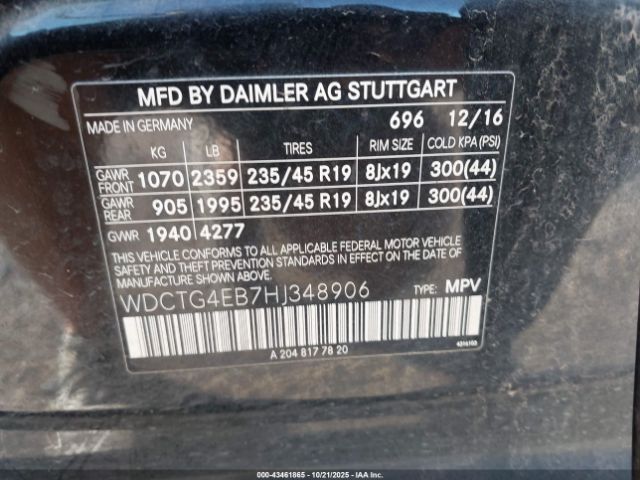 MFD BY DAIMLER AG STUTTGART
MADE IN GERMANY 696 12/16
KG LB TIRES RIM SIZE COLD KPA (PSI)
GAWR FRONT 1070 2359 235/45 R19 8Jx19 300(44)
GAWR REAR 905 1995 235/45 R19 8Jx19 300(44)
GVWR 1940 4277
THIS VEHICLE CONFORMS TO ALL APPLICABLE FEDERAL MOTOR VEHICLE
SAFETY AND THEFT PREVENTION STANDARDS IN EFFECT ON THE DATE OF
MANUFACTURE SHOWN ABOVE.
WDCTG4EB7HJ348906 TYPE: MPV
A 204 817 78 20
000-43461865 - 10/21/2025 - COPYRIGHT IAA, LLC.